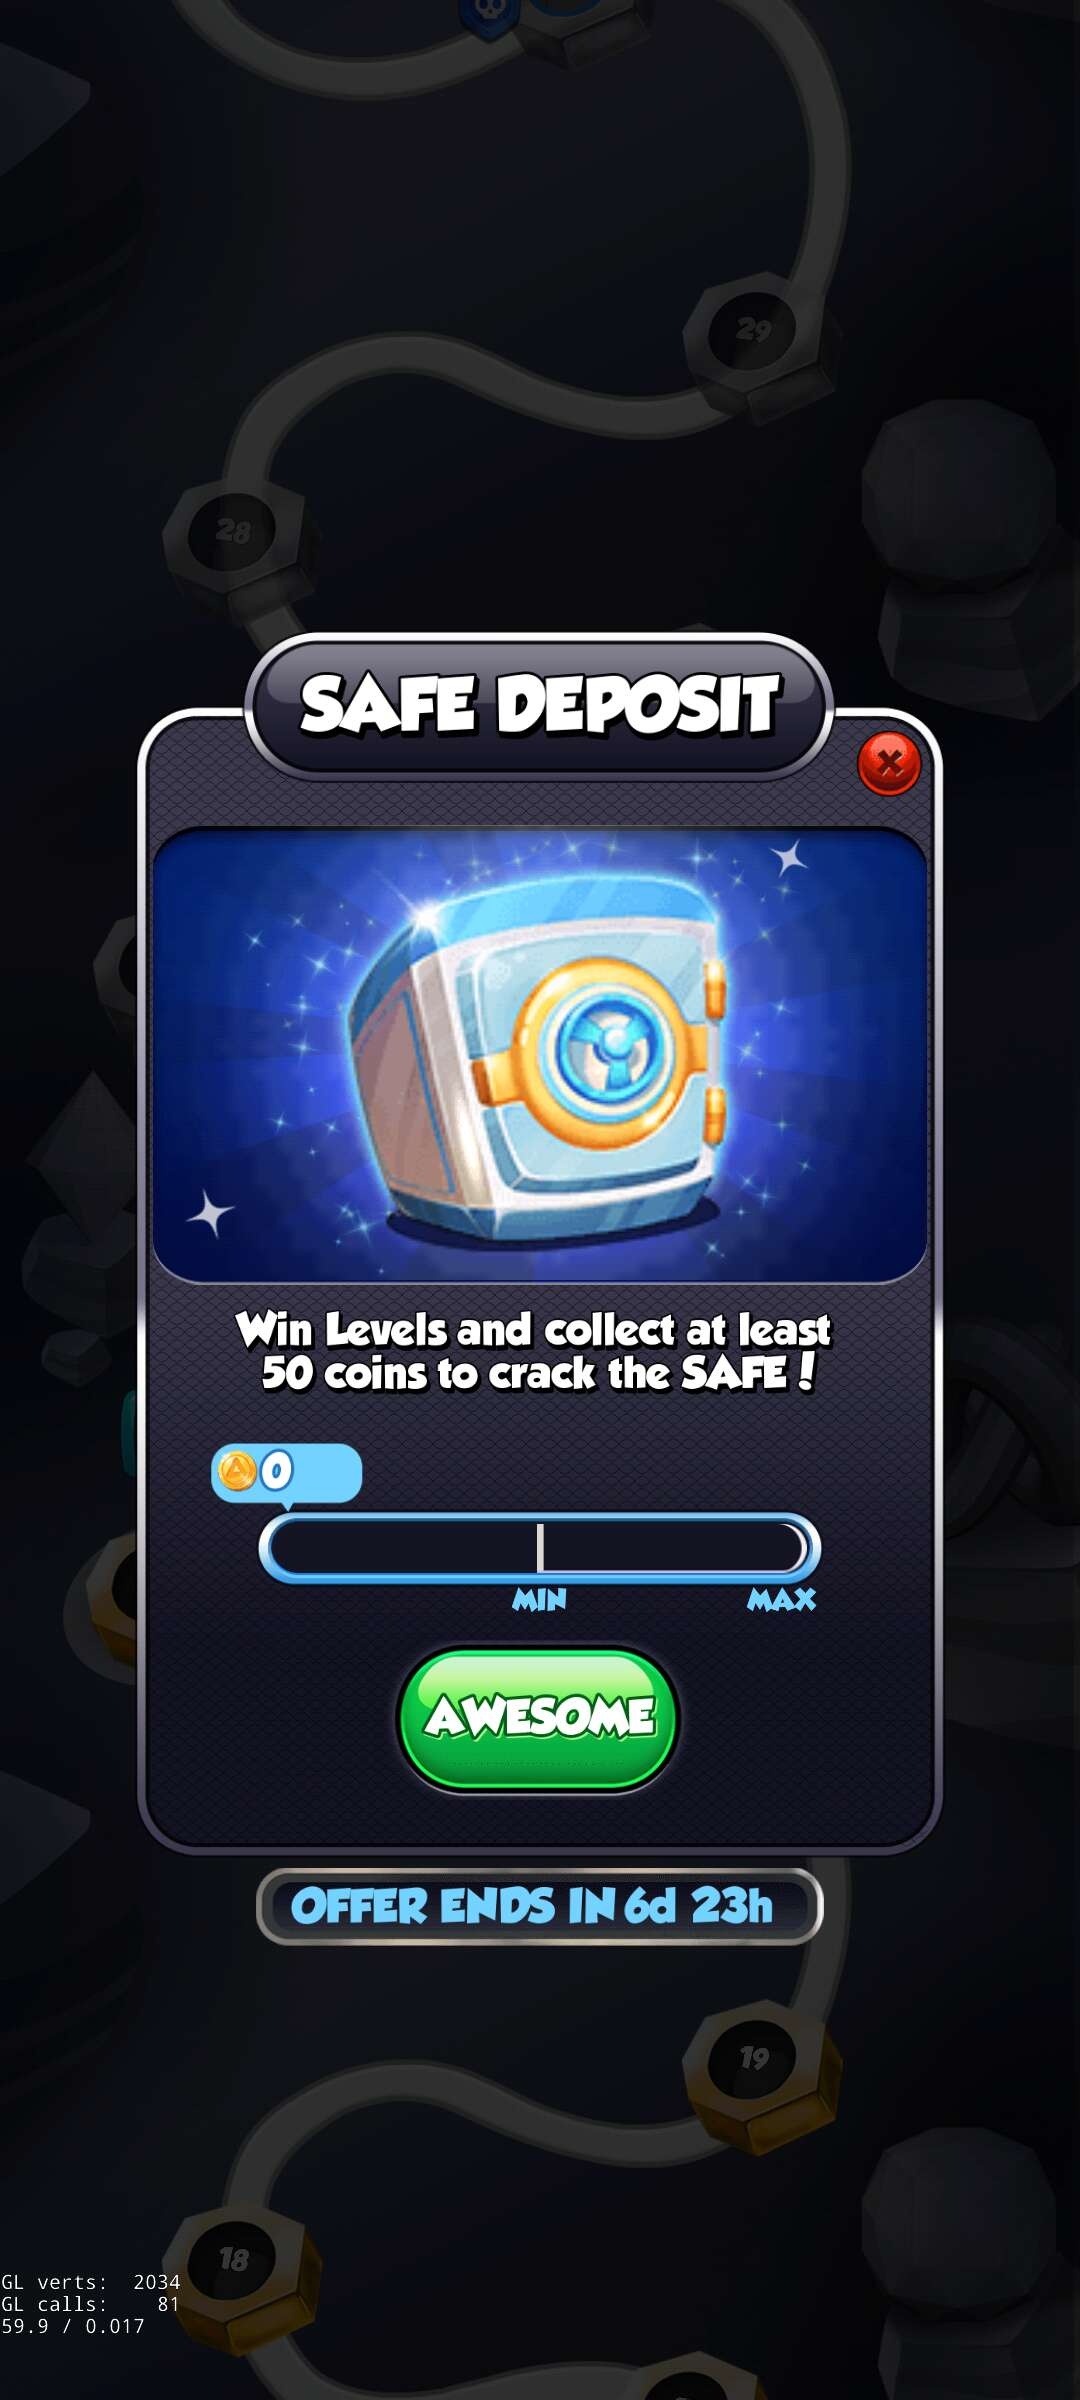 29
28
SAFE DEPOSIT
Win Levels and collect at least
50 coins to crack the SAFE!
0
MIN MAX
AWESOME
OFFER ENDS IN 6d 23h
19
18
GL verts: 2034
GL calls: 81
59.9 / 0.017